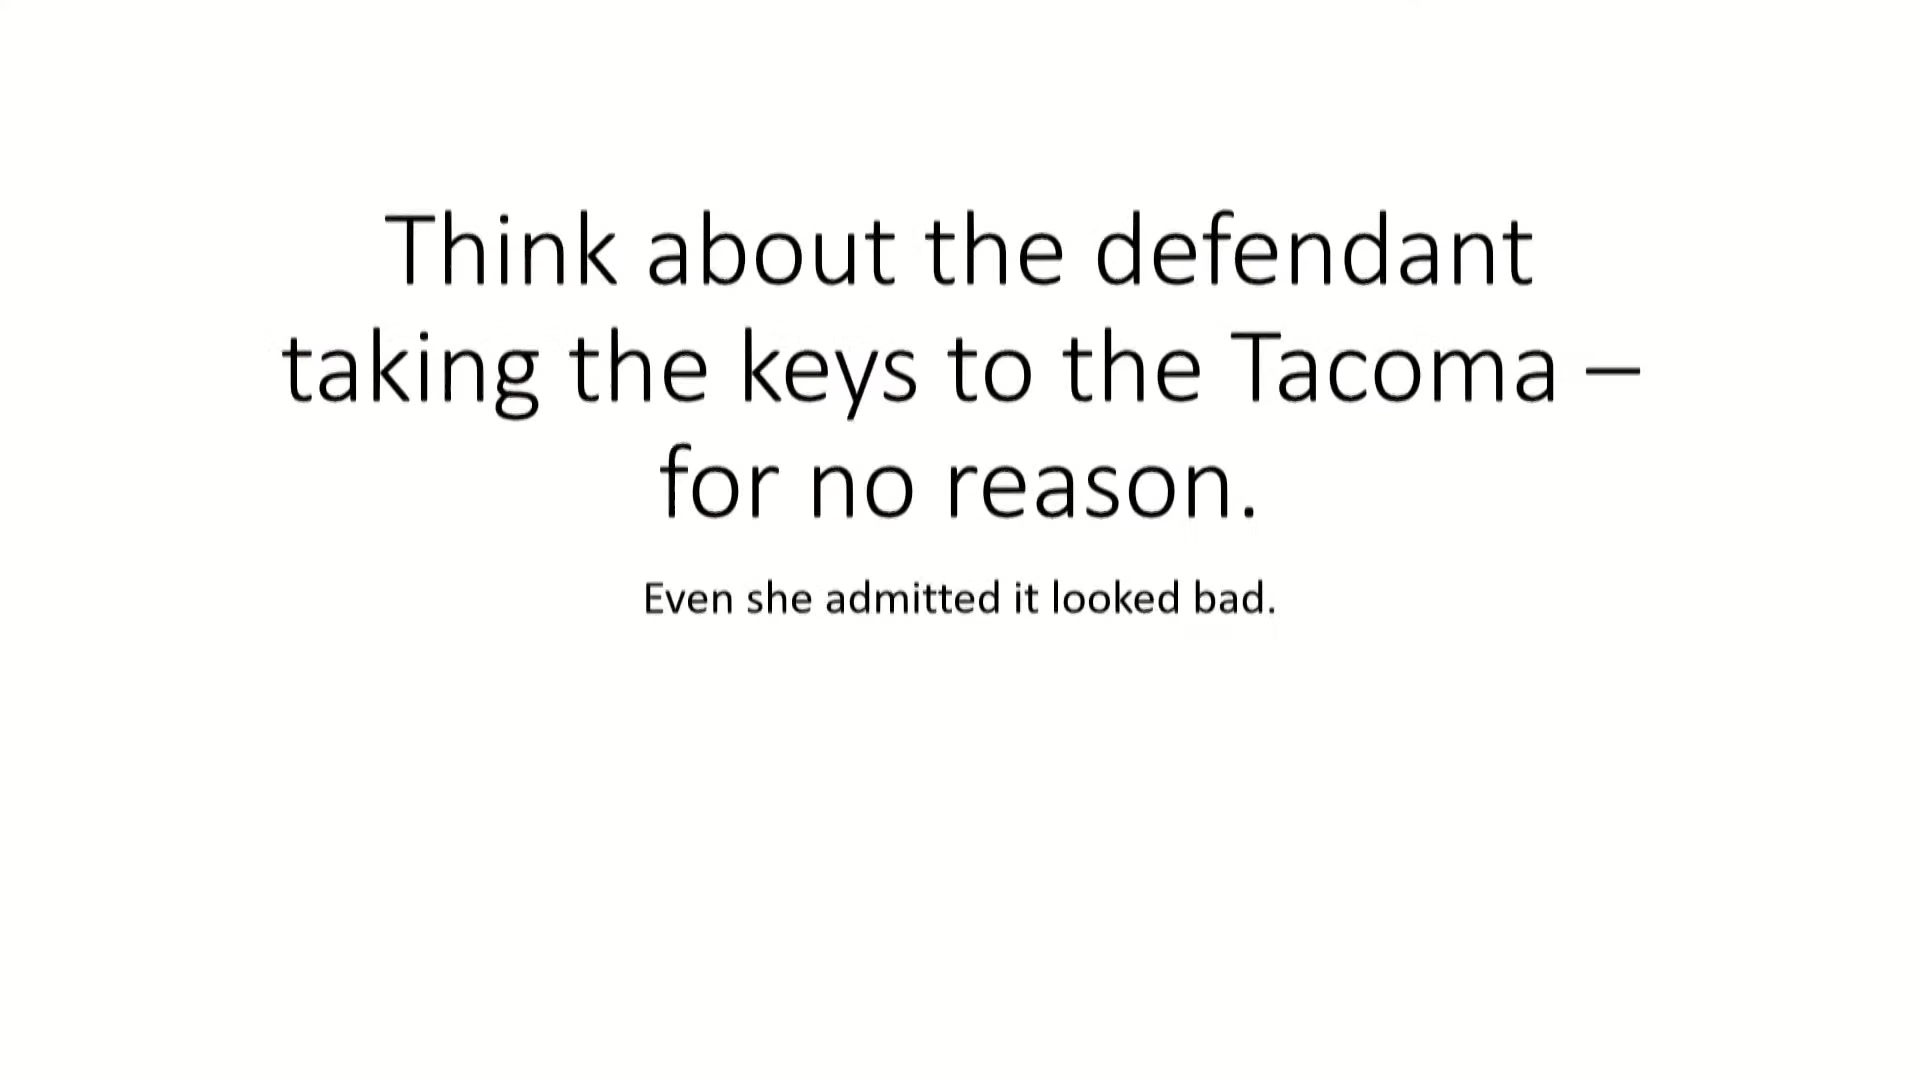 Think about the defendant
taking the keys to the Tacoma –
for no reason.
Even she admitted it looked bad.